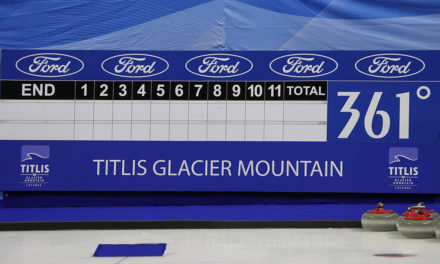 Ford Ford Ford Ford Ford
END 1 2 3 4 5 6 7 8 9 10 11 TOTAL
361°
TITLIS TITLIS GLACIER MOUNTAIN TITLIS